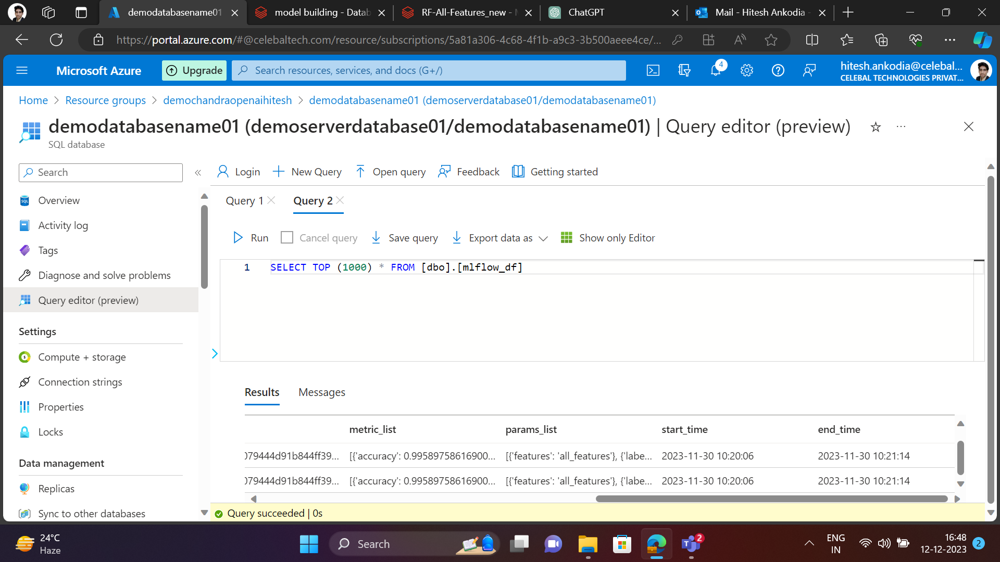 demodatabasename01
model building - Datab
RF-All-Features_new -
ChatGPT
Mail - Hitesh Ankodia -
https://portal.azure.com/#@celebaltech.com/resource/subscriptions/5a81a306-4c68-4f1b-a9c3-3b500aeee4ce/...
Microsoft Azure
Upgrade
Search resources, services, and docs (G+/)
4
hitesh.ankodia@celebal...
CELEBAL TECHNOLOGIES PRIVAT...
Home > Resource groups > demochandraopenaihitesh > demodatabasename01 (demoserverdatabase01/demodatabasename01)
demodatabasename01 (demoserverdatabase01/demodatabasename01) | Query editor (preview)
SQL database
Search
Login
New Query
Open query
Feedback
Getting started
Overview
Activity log
Tags
Diagnose and solve problems
Query editor (preview)
Settings
Compute + storage
Connection strings
Properties
Locks
Data management
Replicas
Sync to other databases
Query 1
Query 2
Run
Cancel query
Save query
Export data as
Show only Editor
1 SELECT TOP (1000) * FROM [dbo].[mlflow_df]
Results
Messages
metric_list params_list start_time end_time
079444d91b844ff39... [{'accuracy': 0.99589758616900... [{'features': 'all_features'}, {'labe... 2023-11-30 10:20:06 2023-11-30 10:21:14
079444d91b844ff39... [{'accuracy': 0.99589758616900... [{'features': 'all_features'}, {'labe... 2023-11-30 10:20:06 2023-11-30 10:21:14
Query succeeded | 0s
24°C
Haze
Search
2
ENG
IN
16:48
12-12-2023
2